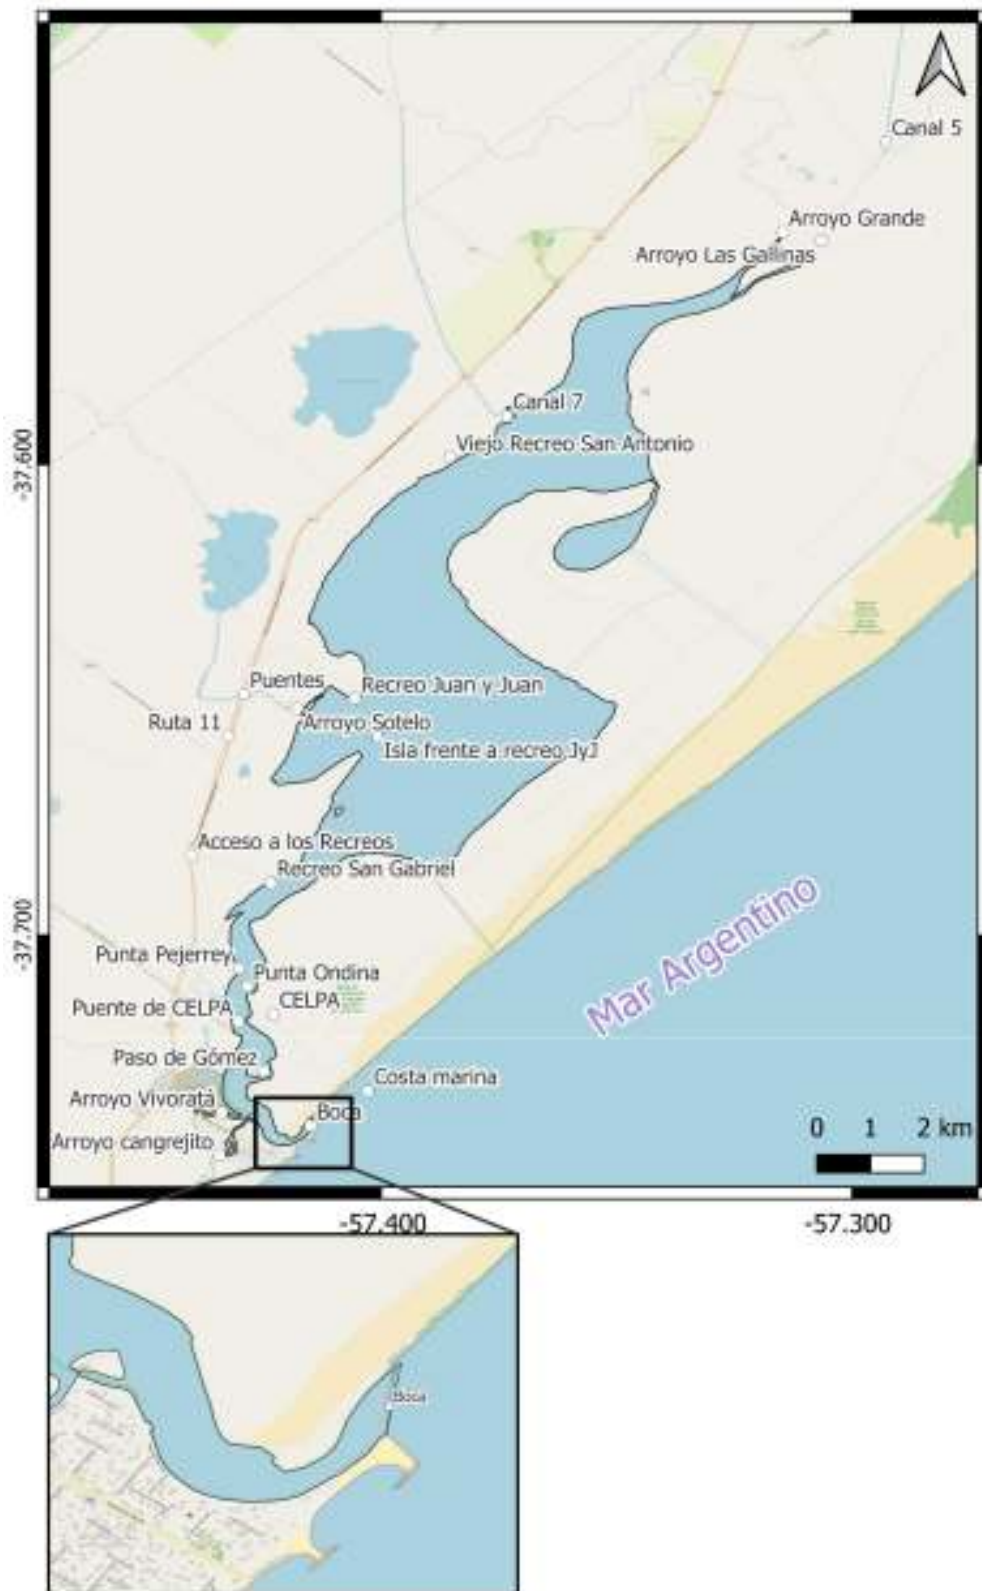 Canal 5
Arroyo Grande
Arroyo Las Gallinas
Canal 7
Viejo Recreo San Antonio
-37.600
Puentes
Recreo Juan y Juan
Ruta 11
Arroyo Sotelo
Isla frente a recreo JyJ
Acceso a los Recreos
Recreo San Gabriel
-37.700
Punta Pejerrey
Punta Ondina
CELPA
Puente de CELPA
Mar Argentino
Paso de Gómez
Costa marina
Arroyo Vivoratá
Boca
Arroyo cangrejito
0 1 2 km
-57.400
-57.300
Boca